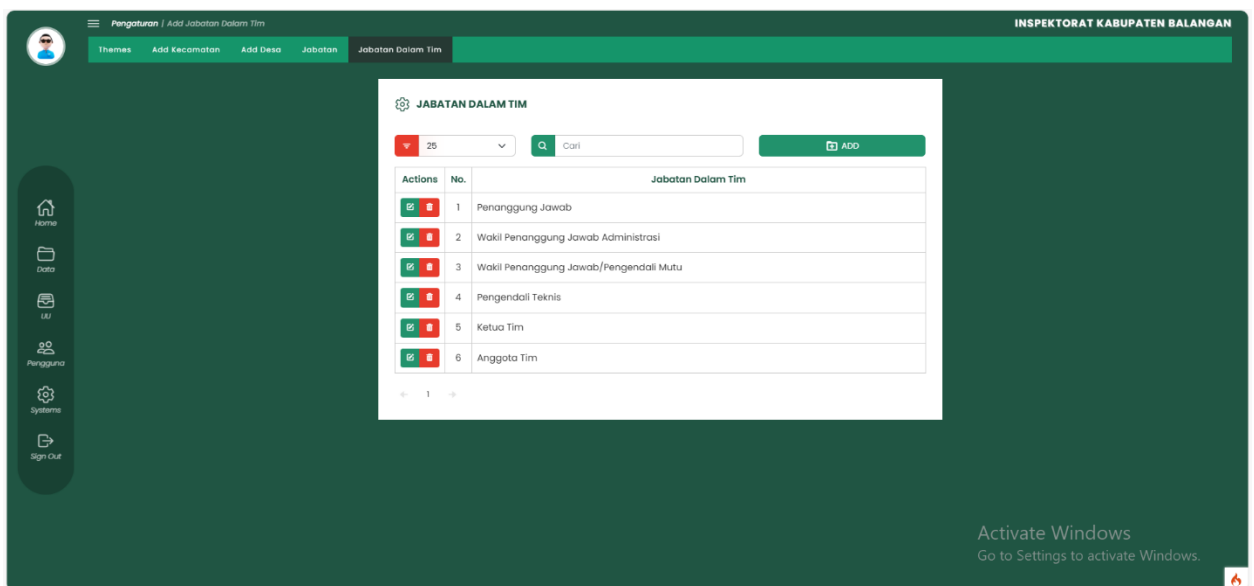 Pengaturan | Add Jabatan Dalam Tim
INSPEKTORAT KABUPATEN BALANGAN
Themes Add Kecamatan Add Desa Jabatan Jabatan Dalam Tim
JABATAN DALAM TIM
25 Cari ADD
Actions No. Jabatan Dalam Tim
1 Penanggung Jawab
2 Wakil Penanggung Jawab Administrasi
3 Wakil Penanggung Jawab/Pengendali Mutu
4 Pengendali Teknis
5 Ketua Tim
6 Anggota Tim
← 1 →
Home
Data
UU
Pengguna
Systems
Sign Out
Activate Windows
Go to Settings to activate Windows.